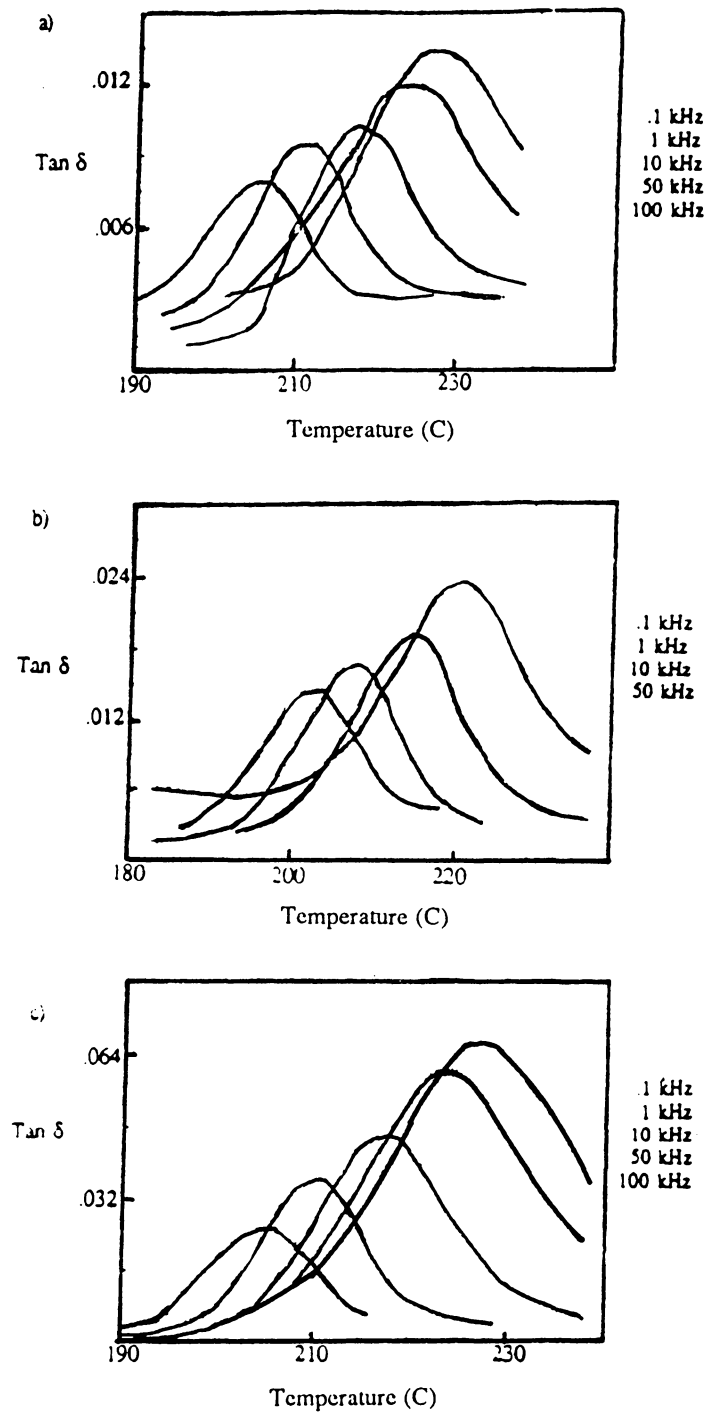 a)
.012
Tan δ
.006
.1 kHz
1 kHz
10 kHz
50 kHz
100 kHz
190 210 230
Temperature (C)
b)
.024
Tan δ
.012
.1 kHz
1 kHz
10 kHz
50 kHz
180 200 220
Temperature (C)
c)
.064
Tan δ
.032
.1 kHz
1 kHz
10 kHz
50 kHz
100 kHz
190 210 230
Temperature (C)